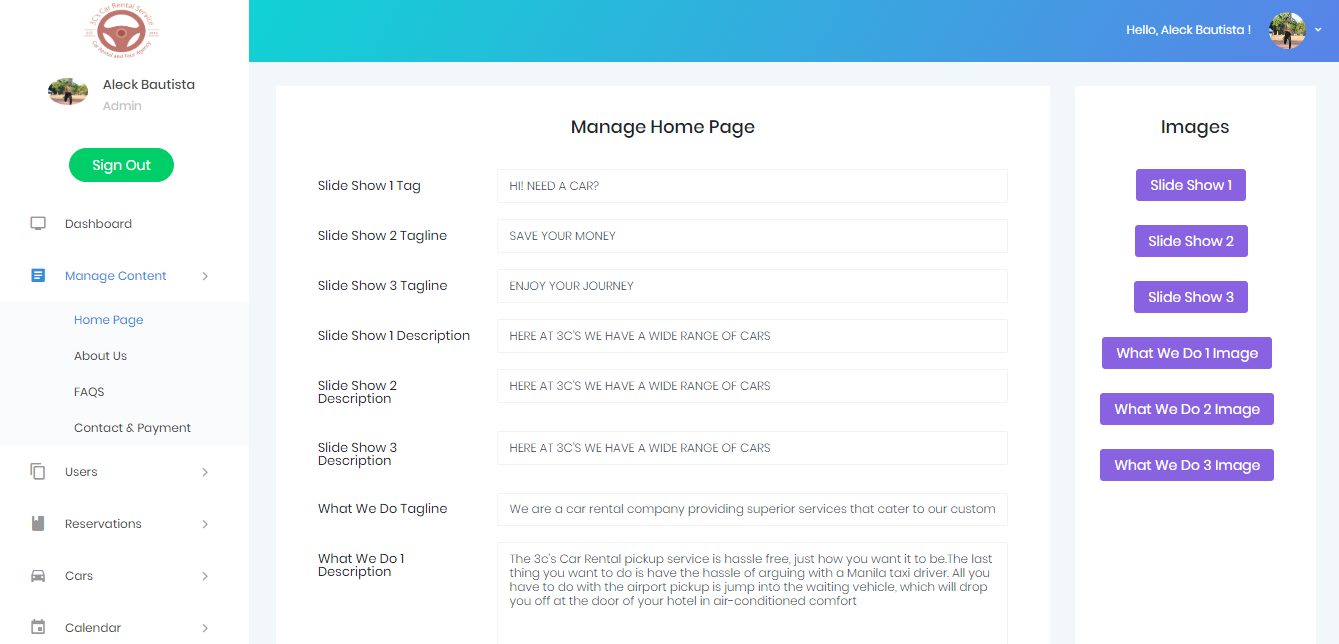 3C's Car Rental Service
Car Rental and Tour Agency
Aleck Bautista
Admin
Sign Out
Dashboard
Manage Content
Home Page
About Us
FAQS
Contact & Payment
Users
Reservations
Cars
Calendar
Hello, Aleck Bautista !
Manage Home Page
Slide Show 1 Tag
HI! NEED A CAR?
Slide Show 2 Tagline
SAVE YOUR MONEY
Slide Show 3 Tagline
ENJOY YOUR JOURNEY
Slide Show 1 Description
HERE AT 3C'S WE HAVE A WIDE RANGE OF CARS
Slide Show 2
Description
HERE AT 3C'S WE HAVE A WIDE RANGE OF CARS
Slide Show 3
Description
HERE AT 3C'S WE HAVE A WIDE RANGE OF CARS
What We Do Tagline
We are a car rental company providing superior services that cater to our custom
What We Do 1
Description
The 3c's Car Rental pickup service is hassle free, just how you want it to be.The last
thing you want to do is have the hassle of arguing with a Manila taxi driver. All you
have to do with the airport pickup is jump into the waiting vehicle, which will drop
you off at the door of your hotel in air-conditioned comfort
Images
Slide Show 1
Slide Show 2
Slide Show 3
What We Do 1 Image
What We Do 2 Image
What We Do 3 Image